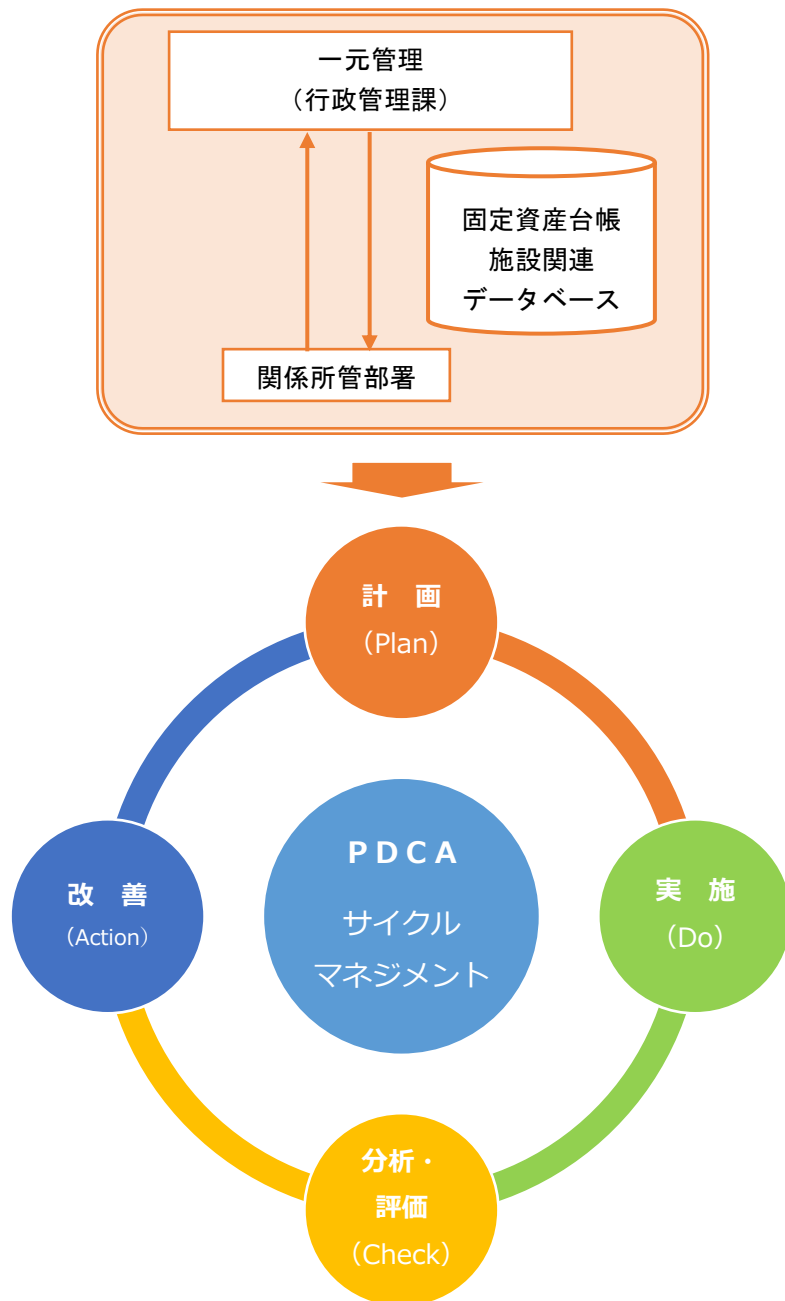 一元管理
（行政管理課）
固定資産台帳
施設関連
データベース
関係所管部署
計　画
（Plan）
PDCA
サイクル
マネジメント
改　善
（Action）
実　施
（Do）
分析・
評価
（Check）